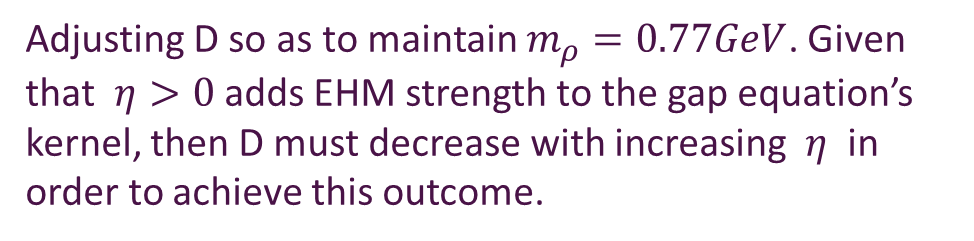 Adjusting D so as to maintain m_ρ = 0.77GeV. Given
that η > 0 adds EHM strength to the gap equation’s
kernel, then D must decrease with increasing η in
order to achieve this outcome.